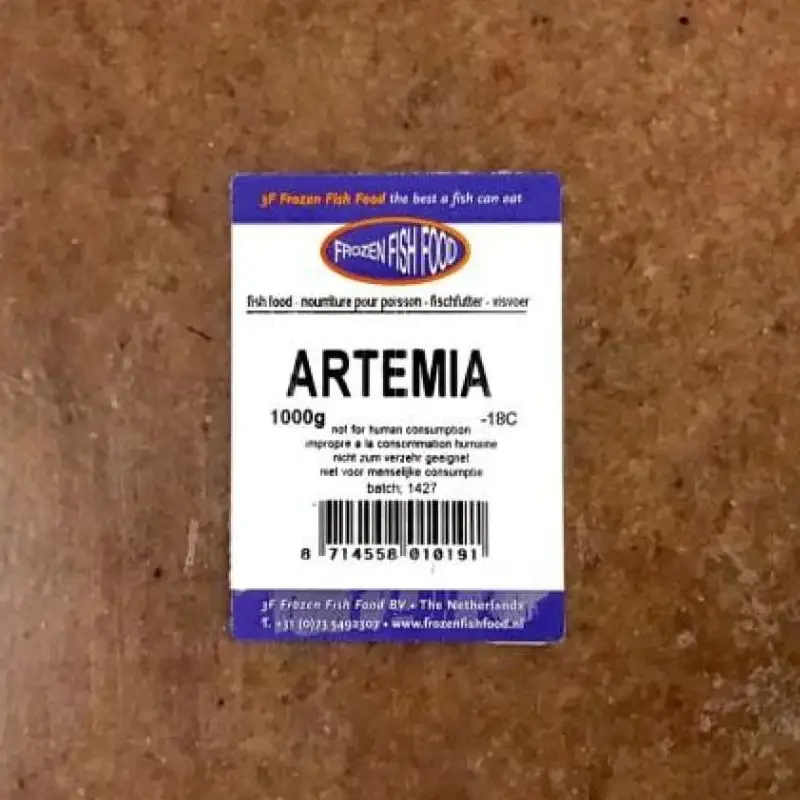 3F Frozen Fish Food the best a fish can eat
FROZEN FISH FOOD
fish food - nourriture pour poisson - fischfutter - visvoer
ARTEMIA
1000g
-18C
not for human consumption
impropre a la consommation humaine
nicht zum verzehr geeignet
niet voor menselijke consumptie
batch; 1427
8 714558 010191
3F Frozen Fish Food BV • The Netherlands
T. +31 (0)73 5492307 • www.frozenfishfood.nl